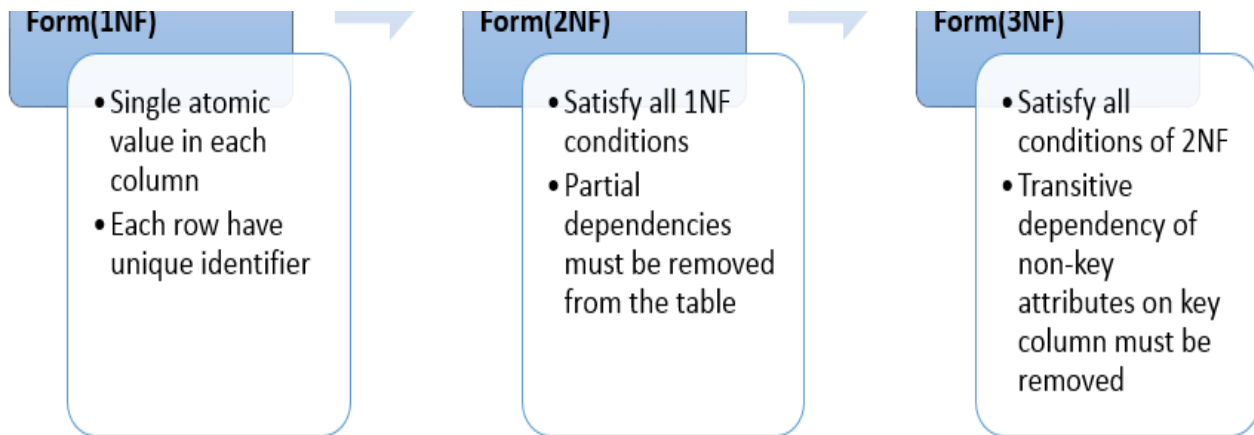 Form(1NF)
• Single atomic
value in each
column
• Each row have
unique identifier
Form(2NF)
• Satisfy all 1NF
conditions
• Partial
dependencies
must be removed
from the table
Form(3NF)
• Satisfy all
conditions of 2NF
• Transitive
dependency of
non-key
attributes on key
column must be
removed